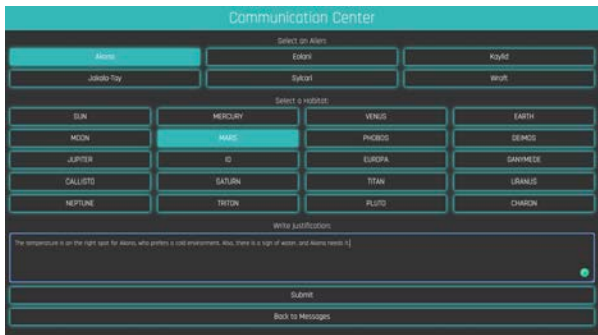 Communication Center
Select an Alien:
Akona Eolani Kaylid
Jakala-Tay Sylcari Wroft
Select a Habitat:
SUN MERCURY VENUS EARTH
MOON MARS PHOBOS DEIMOS
JUPITER IO EUROPA GANYMEDE
CALLISTO SATURN TITAN URANUS
NEPTUNE TRITON PLUTO CHARON
Write Justification:
The temperature is on the right spot for Akona, who prefers a cold environment. Also, there is a sign of water, and Akona needs it.
Submit
Back to Messages